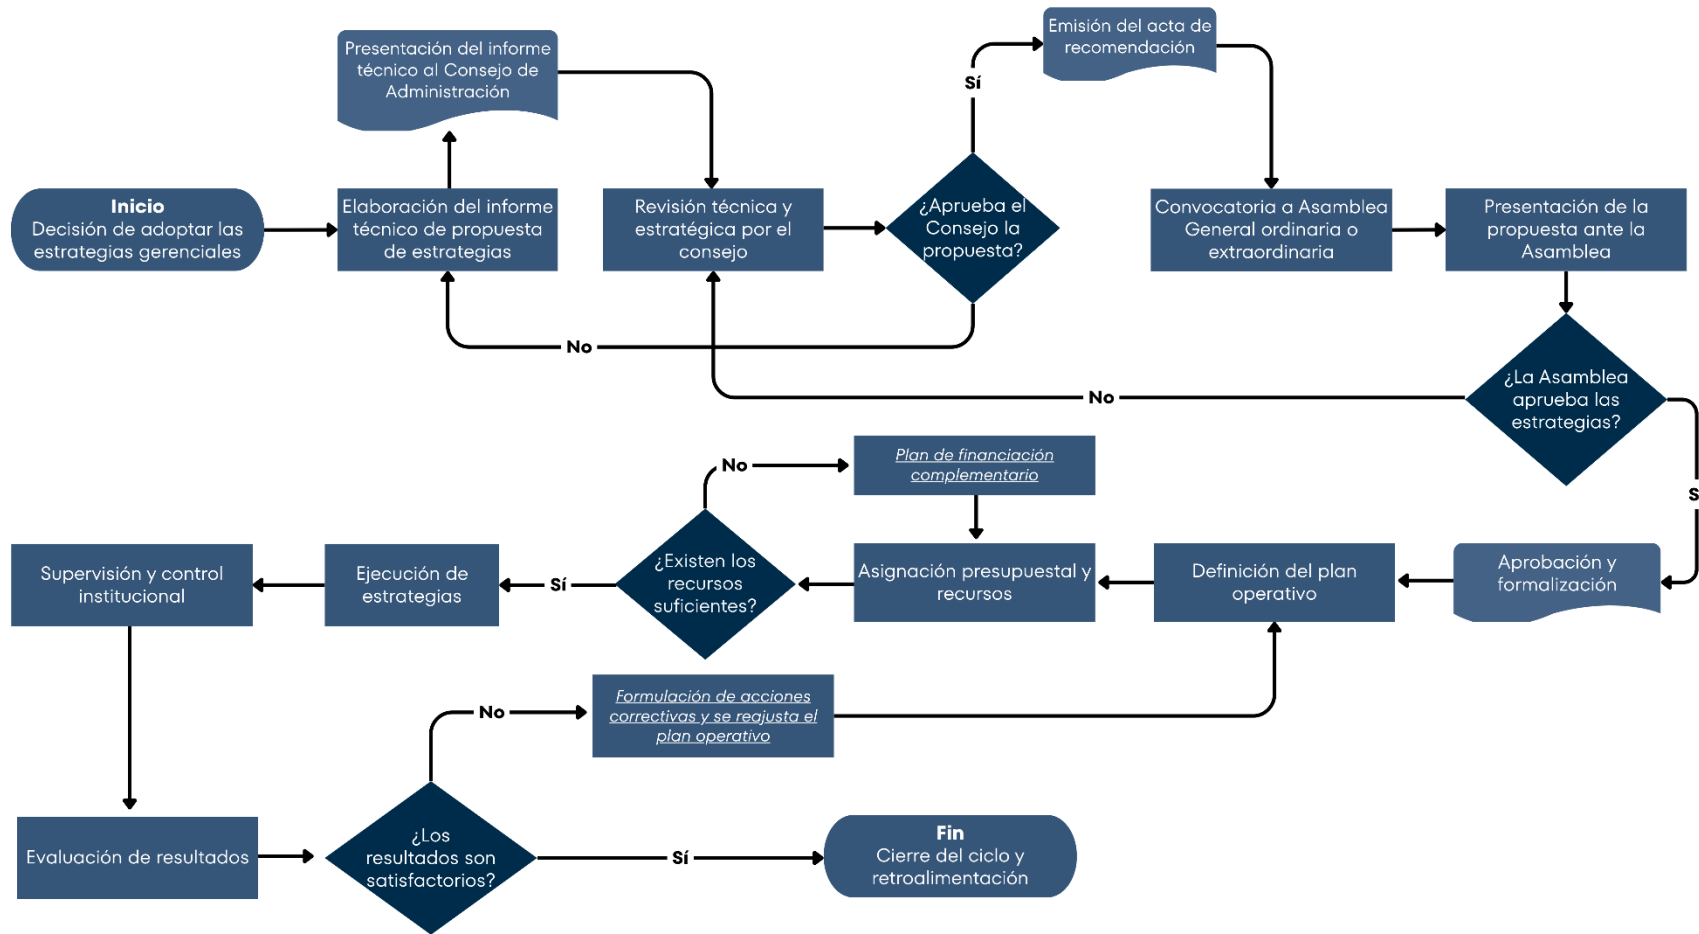 Presentación del informe
técnico al Consejo de
Administración
Emisión del acta de
recomendación
Sí
Inicio
Decisión de adoptar las
estrategias gerenciales
Elaboración del informe
técnico de propuesta
de estrategias
Revisión técnica y
estratégica por el
consejo
¿Aprueba el
Consejo la
propuesta?
Convocatoria a Asamblea
General ordinaria o
extraordinaria
Presentación de la
propuesta ante la
Asamblea
No
No
¿La Asamblea
aprueba las
estrategias?
S
No
Plan de financiación
complementario
Supervisión y control
institucional
Ejecución de
estrategias
Sí
¿Existen los
recursos
suficientes?
Asignación presupuestal y
recursos
Definición del plan
operativo
Aprobación y
formalización
No
Formulación de acciones
correctivas y se reajusta el
plan operativo
Evaluación de resultados
¿Los
resultados son
satisfactorios?
Sí
Fin
Cierre del ciclo y
retroalimentación